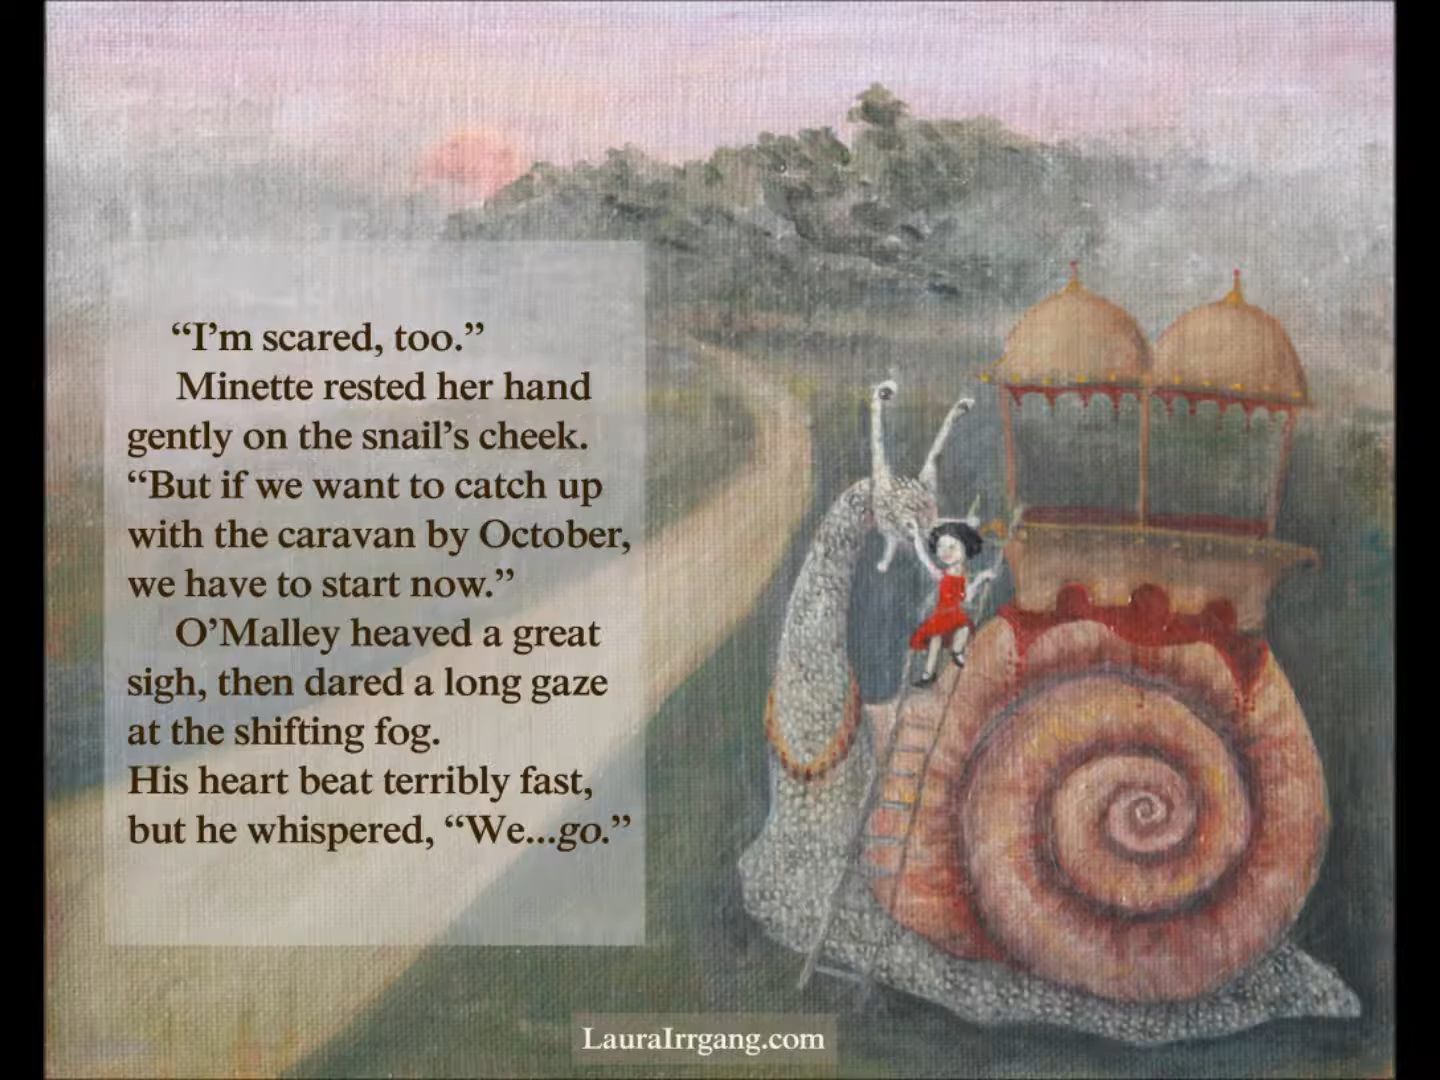 “I’m scared, too.”
Minette rested her hand
gently on the snail’s cheek.
“But if we want to catch up
with the caravan by October,
we have to start now.”
O’Malley heaved a great
sigh, then dared a long gaze
at the shifting fog.
His heart beat terribly fast,
but he whispered, “We...go.”
LauraIrrgang.com